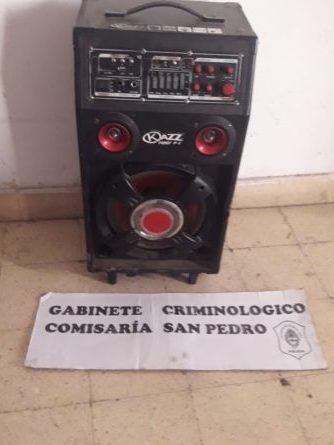 KAZZ
GABINETE CRIMINOLOGICO
COMISARÍA SAN PEDRO